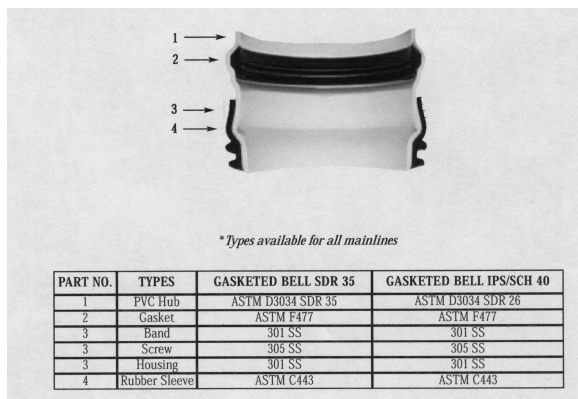 1
2
3
4
*Types available for all mainlines
PART NO. TYPES GASKETED BELL SDR 35 GASKETED BELL IPS/SCH 40
1 PVC Hub ASTM D3034 SDR 35 ASTM D3034 SDR 26
2 Gasket ASTM F477 ASTM F477
3 Band 301 SS 301 SS
3 Screw 305 SS 305 SS
3 Housing 301 SS 301 SS
4 Rubber Sleeve ASTM C443 ASTM C443